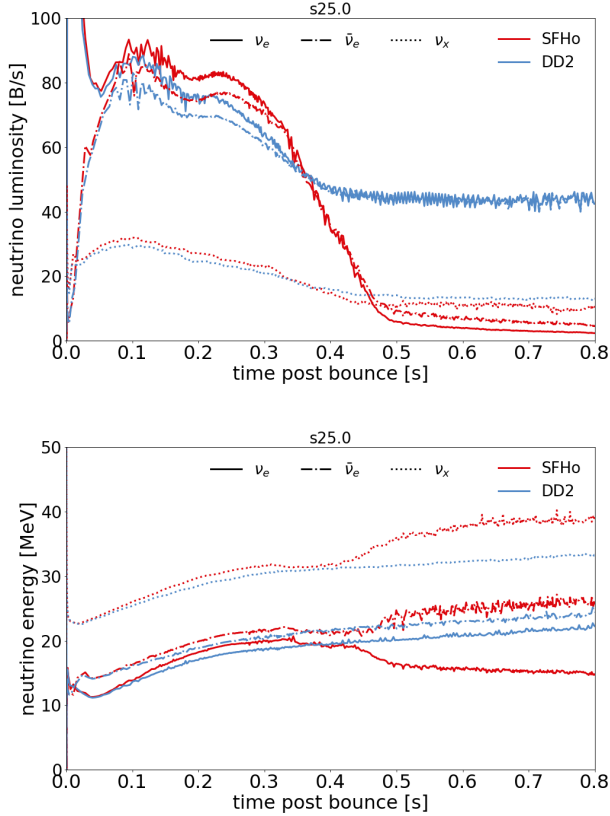 s25.0
neutrino luminosity [B/s]
100
80
60
40
20
0
ν_e
ν̄_e
ν_x
SFHo
DD2
0.0 0.1 0.2 0.3 0.4 0.5 0.6 0.7 0.8
time post bounce [s]
s25.0
neutrino energy [MeV]
50
40
30
20
10
0
ν_e
ν̄_e
ν_x
SFHo
DD2
0.0 0.1 0.2 0.3 0.4 0.5 0.6 0.7 0.8
time post bounce [s]